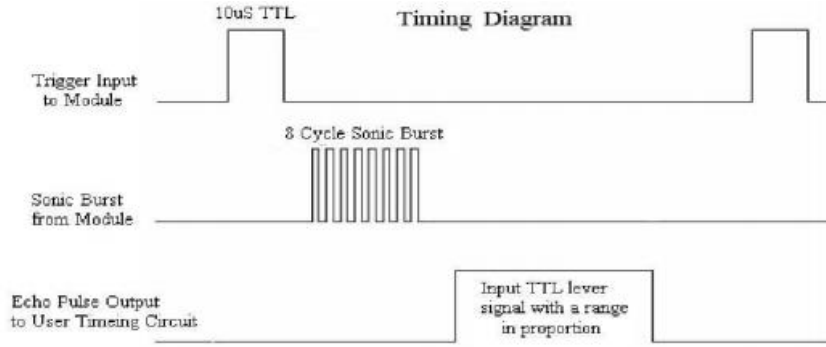 10uS TTL
Timing Diagram
Trigger Input
to Module
8 Cycle Sonic Burst
Sonic Burst
from Module
Echo Pulse Output
to User Timeing Circuit
Input TTL lever
signal with a range
in proportion